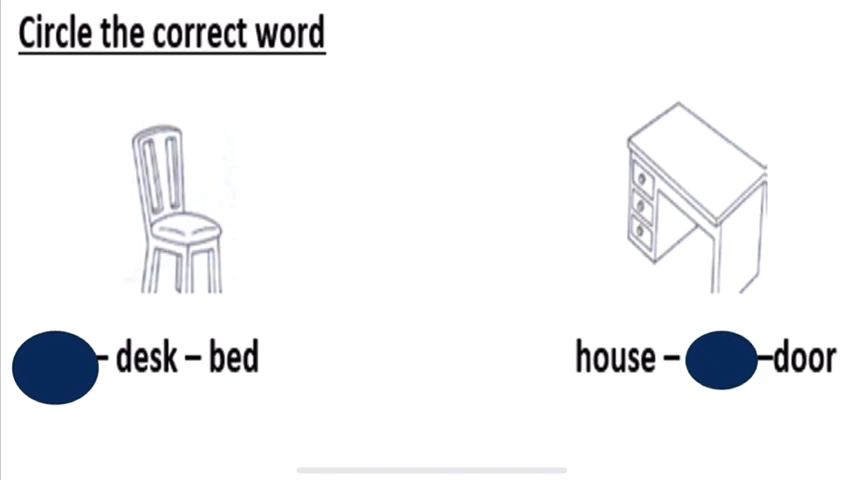 Circle the correct word
– desk – bed
house – –door